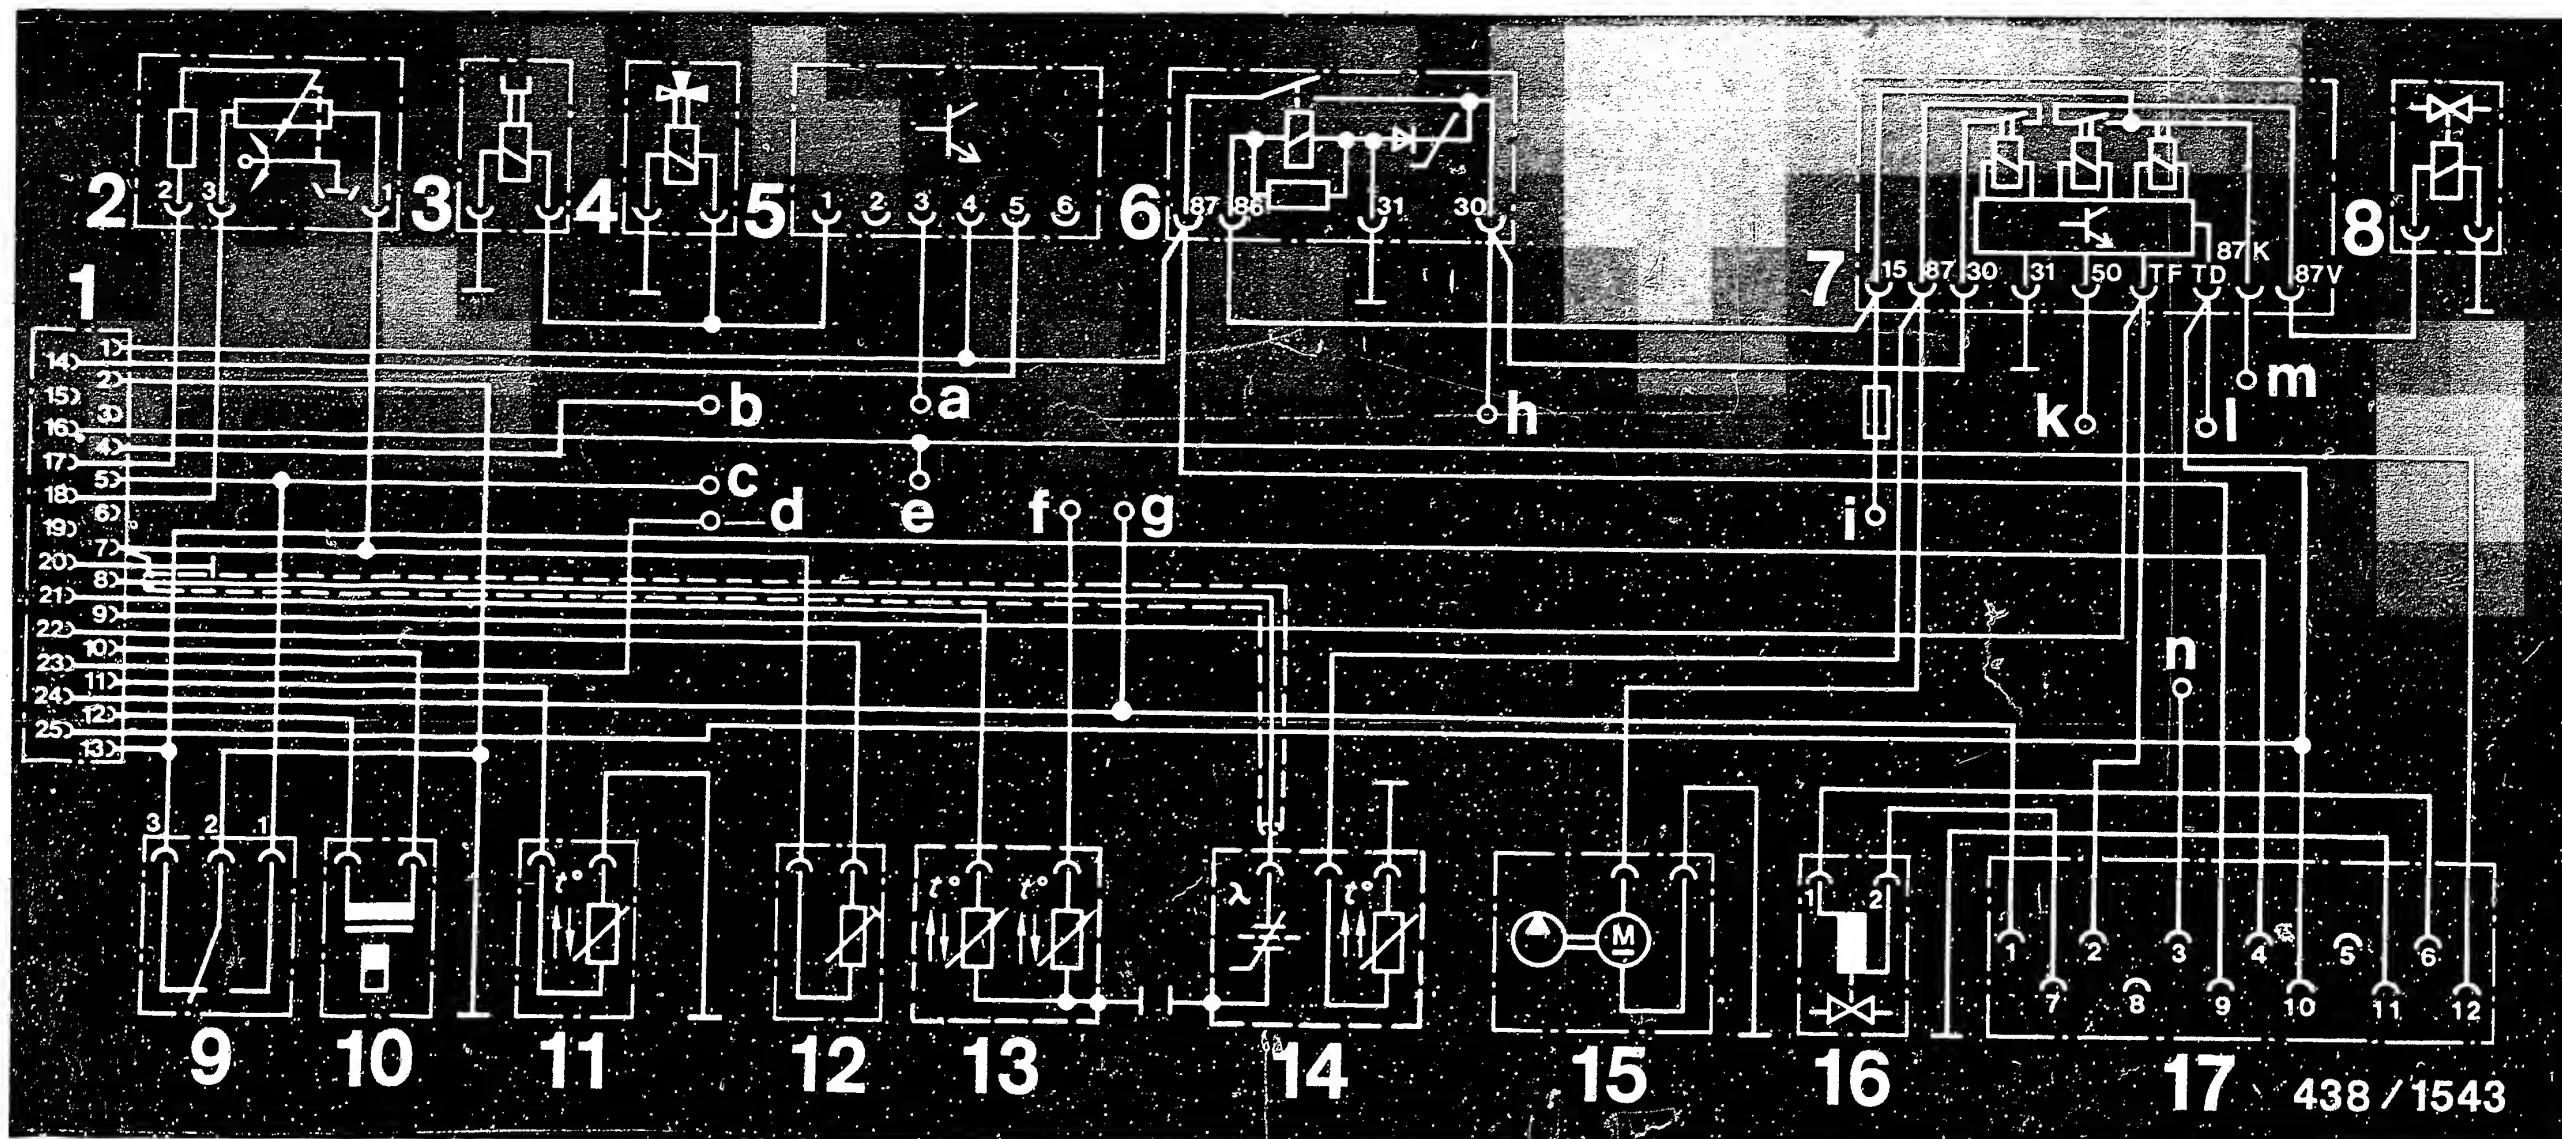 2 3 1
2
3
4
1 2 3 4 5 6
5
87 86 31 30
6
15 87 30 31 50 TF TD 87K 87V
7
8
1
1
14
2
15
3
16
4
17
5
18
6
19
7
20
8
21
9
22
10
23
11
24
12
25
13
b
a
h
k
l
m
c
d
e
f
g
i
n
3 2 1
t°
t° t°
λ
t°
M
1 2
1 2 3 4 5 6
7 8 9 10 11 12
9 10 11 12 13 14 15 16 17
438/1543